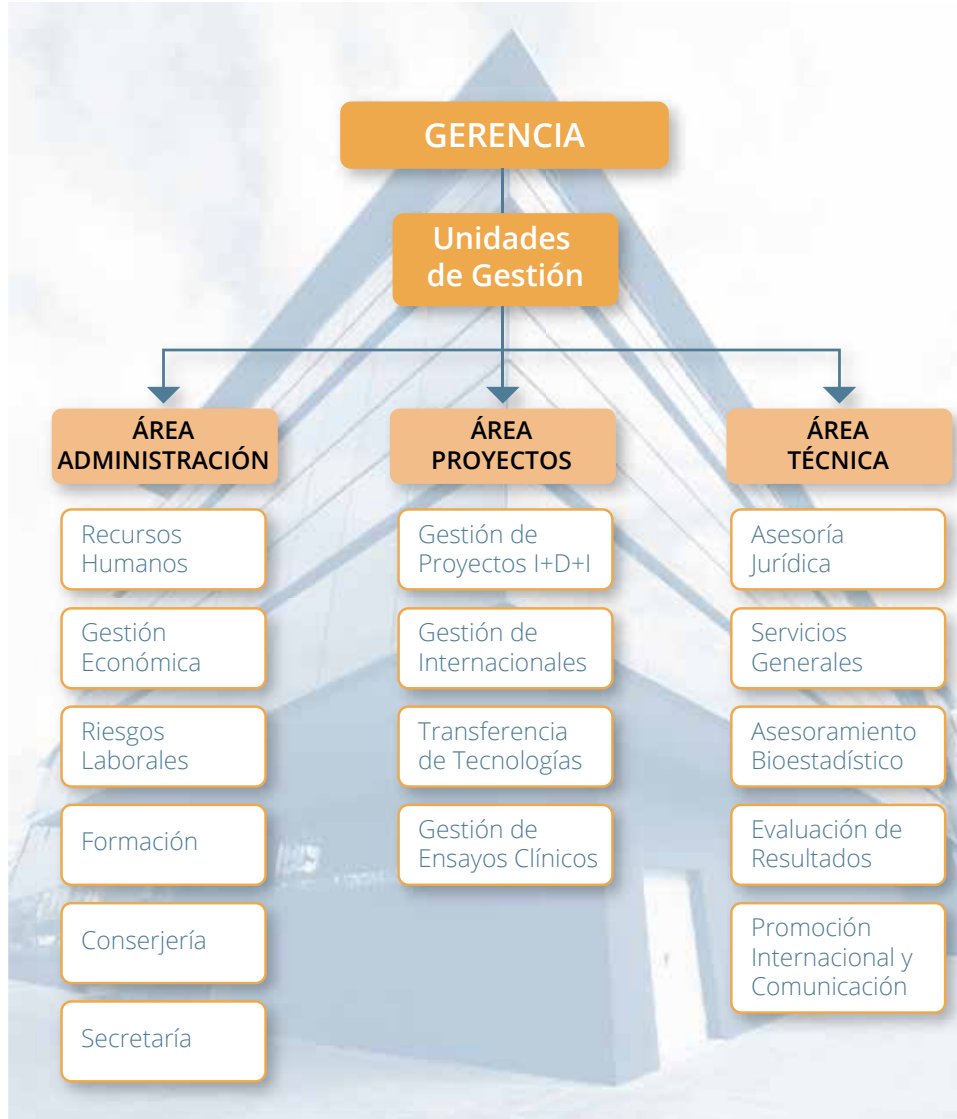 GERENCIA
Unidades
de Gestión
ÁREA
ADMINISTRACIÓN
Recursos
Humanos
Gestión
Económica
Riesgos
Laborales
Formación
Conserjería
Secretaría
ÁREA
PROYECTOS
Gestión de
Proyectos I+D+I
Gestión de
Internacionales
Transferencia
de Tecnologías
Gestión de
Ensayos Clínicos
ÁREA
TÉCNICA
Asesoría
Jurídica
Servicios
Generales
Asesoramiento
Bioestadístico
Evaluación de
Resultados
Promoción
Internacional y
Comunicación